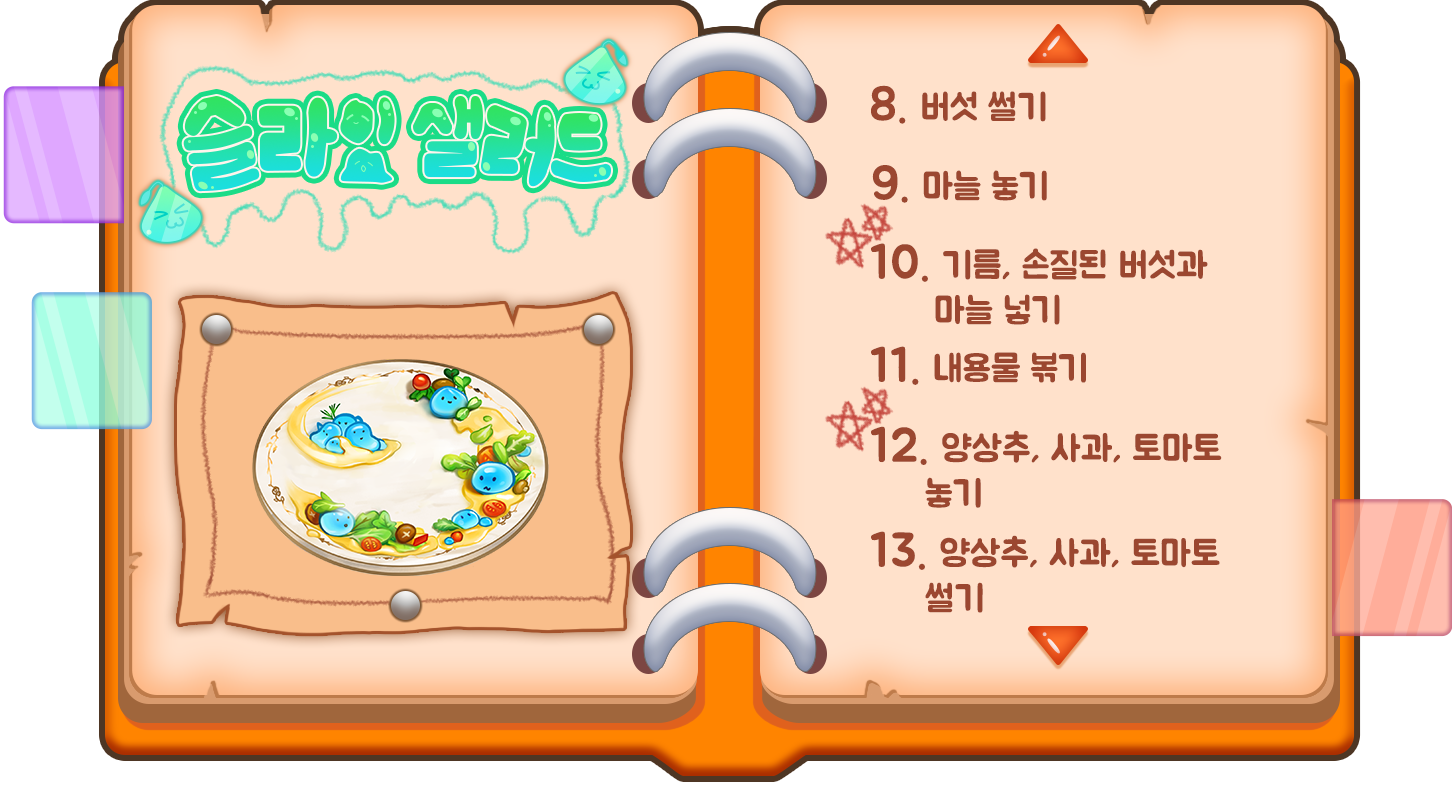 슬라임 샐러드
8. 버섯 썰기
9. 마늘 놓기
10. 기름, 손질된 버섯과
마늘 넣기
11. 내용물 볶기
12. 양상추, 사과, 토마토
놓기
13. 양상추, 사과, 토마토
썰기